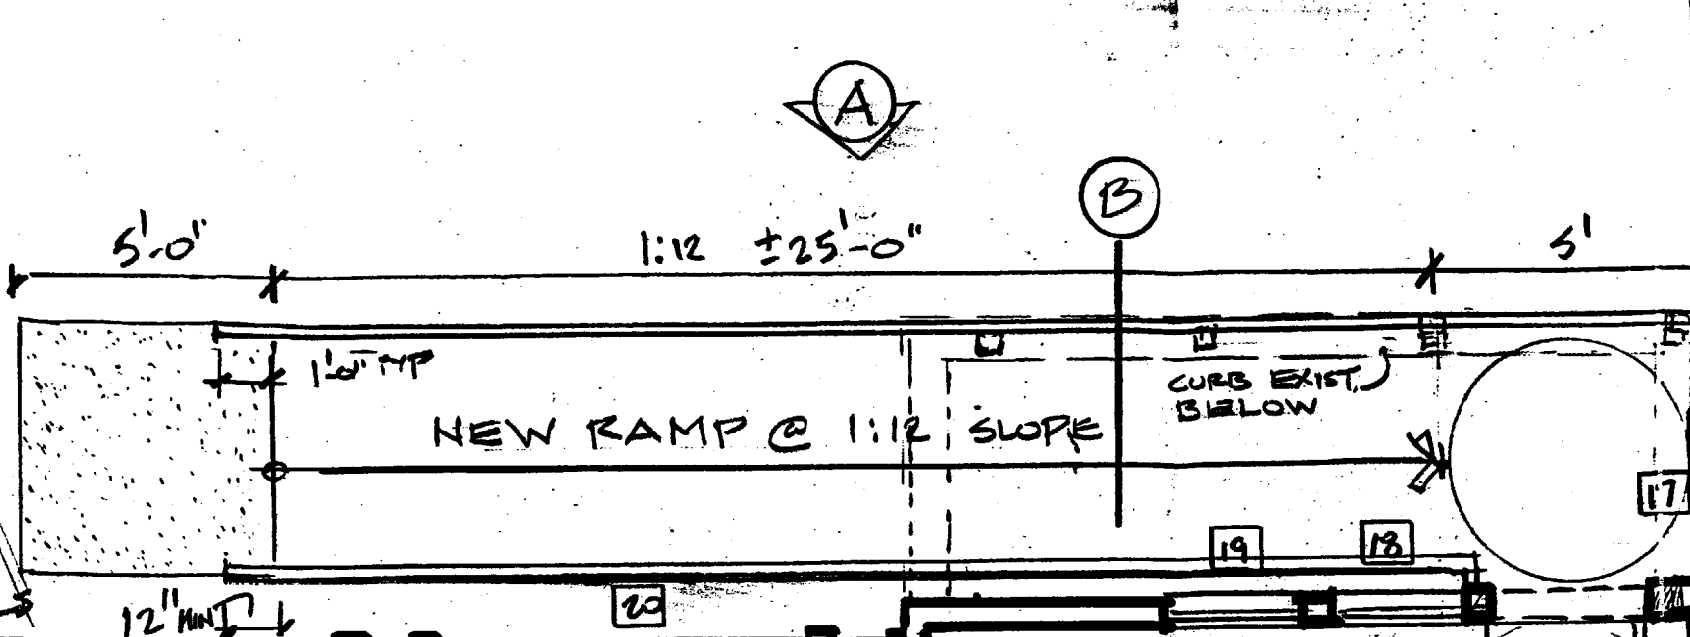 A
B
5'-0"
1:12 ±25'-0"
5'
1'-0" TYP
CURB EXIST.
BELOW
NEW RAMP @ 1:12 SLOPE
17
19
18
20
12" MIN